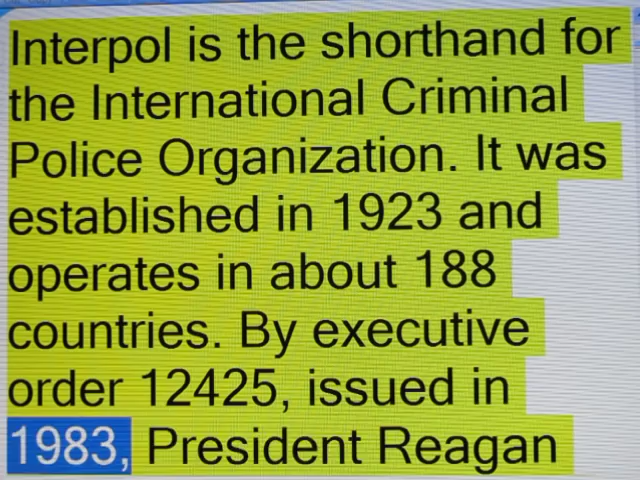 Interpol is the shorthand for
the International Criminal
Police Organization. It was
established in 1923 and
operates in about 188
countries. By executive
order 12425, issued in
1983, President Reagan